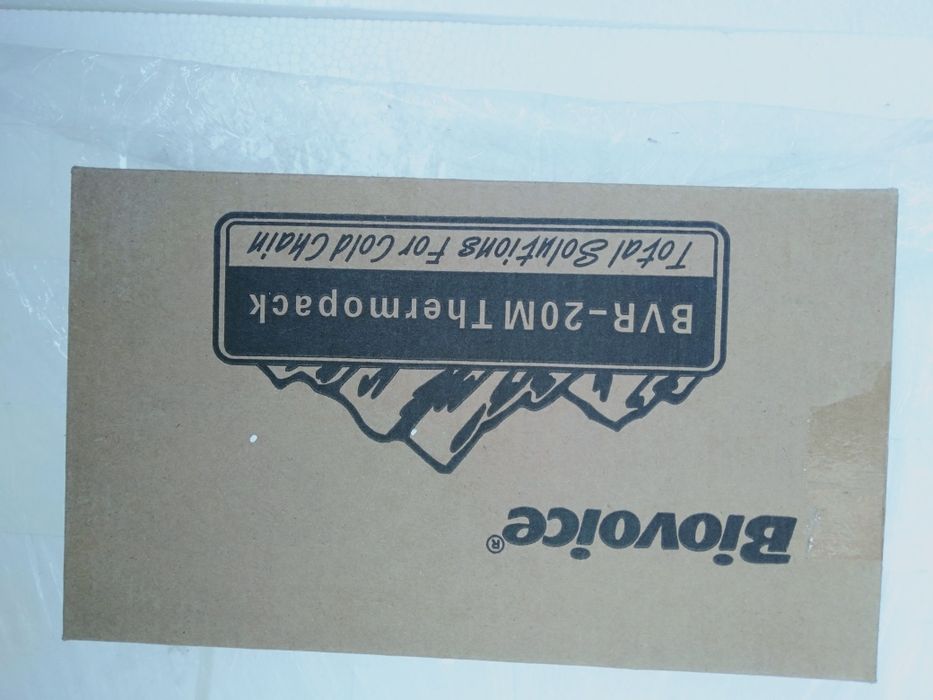 Biovoice®
BVR-20M Thermopack
Total Solutions For Cold Chain